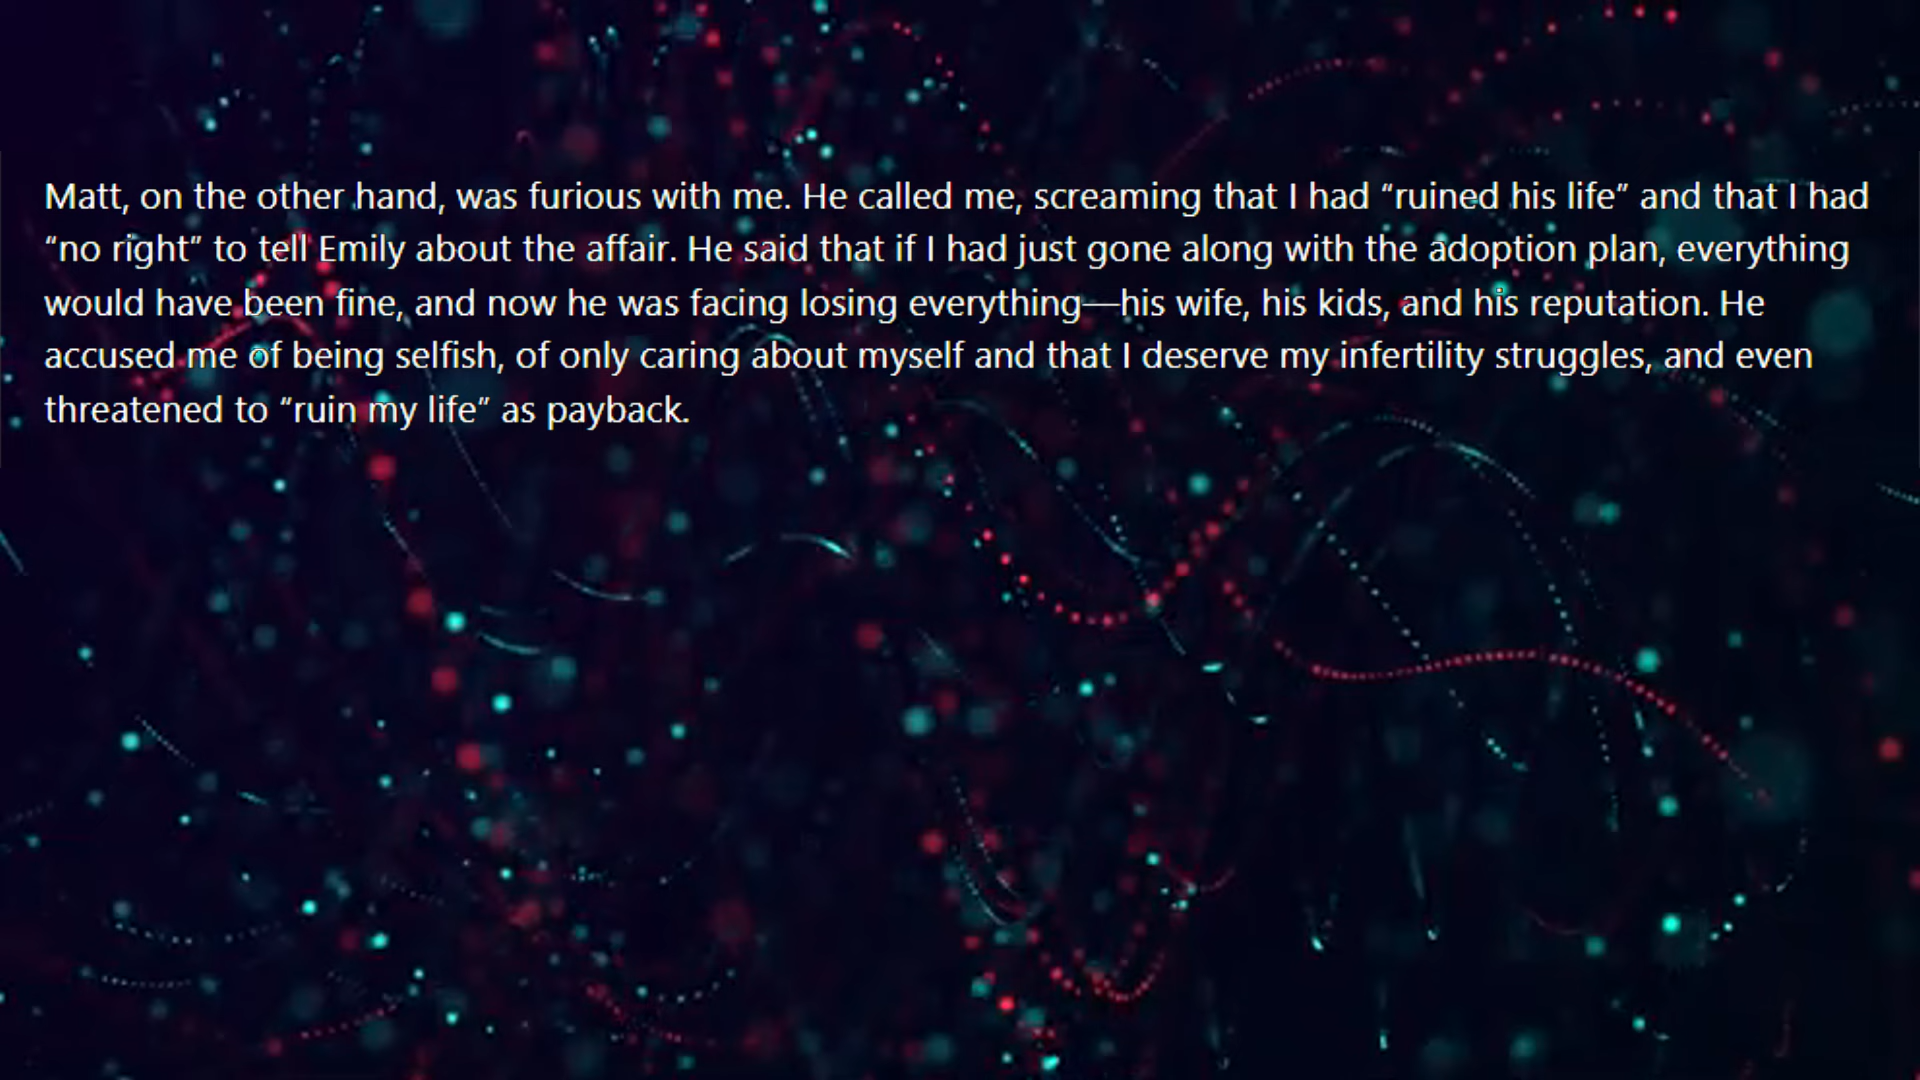 Matt, on the other hand, was furious with me. He called me, screaming that I had “ruined his life” and that I had
“no right” to tell Emily about the affair. He said that if I had just gone along with the adoption plan, everything
would have been fine, and now he was facing losing everything—his wife, his kids, and his reputation. He
accused me of being selfish, of only caring about myself and that I deserve my infertility struggles, and even
threatened to “ruin my life” as payback.